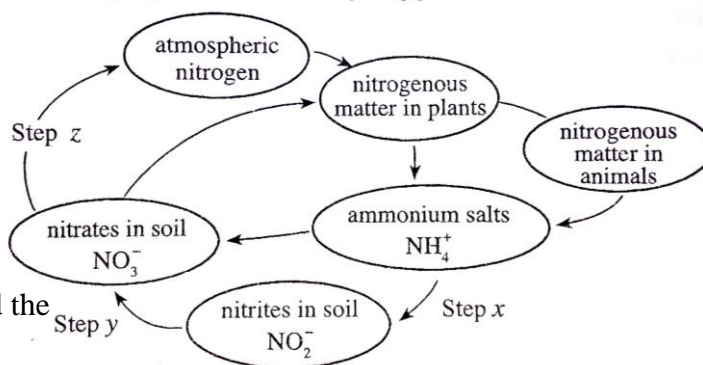 atmospheric
nitrogen
nitrogenous
matter in plants
Step z
nitrogenous
matter in
animals
nitrates in soil
NO₃⁻
ammonium salts
NH₄⁺
the
Step y
nitrites in soil
NO₂⁻
Step x